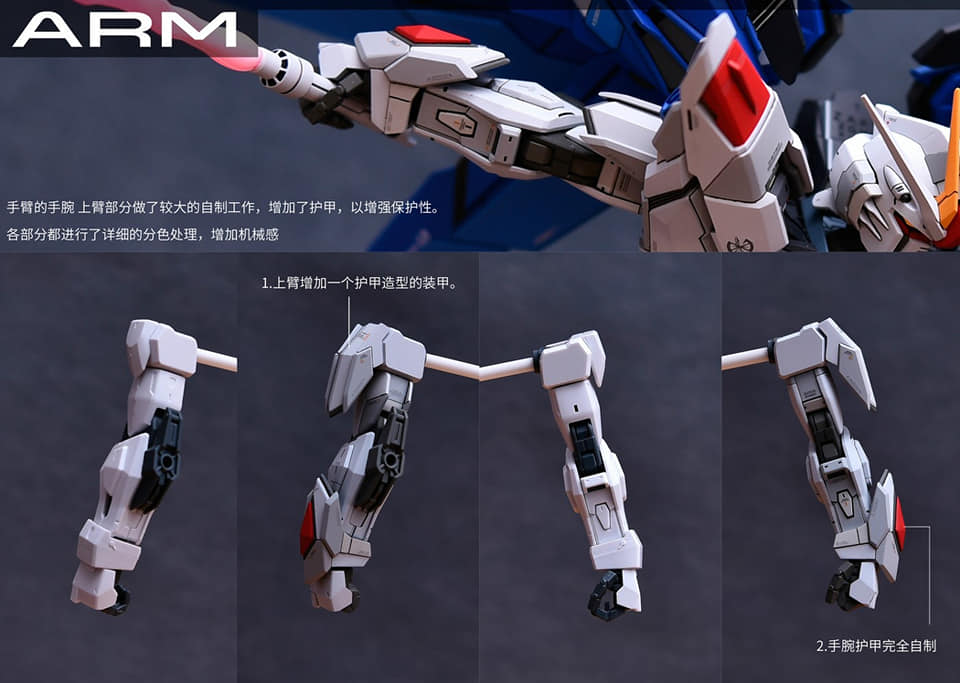 ARM
手臂的手腕 上臂部分做了较大的自制工作，增加了护甲，以增强保护性。
各部分都进行了详细的分色处理，增加机械感
1.上臂增加一个护甲造型的装甲。
2.手腕护甲完全自制